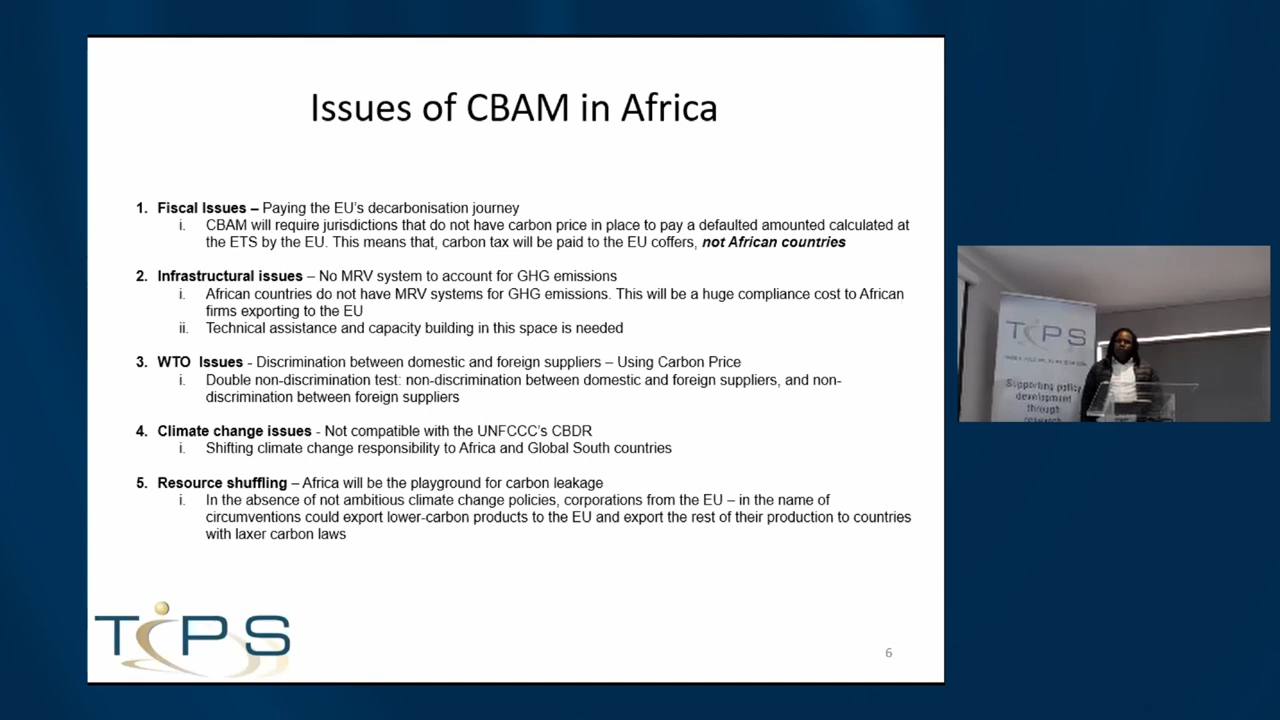 Issues of CBAM in Africa
1. Fiscal Issues – Paying the EU's decarbonisation journey
i. CBAM will require jurisdictions that do not have carbon price in place to pay a defaulted amounted calculated at
the ETS by the EU. This means that, carbon tax will be paid to the EU coffers, not African countries
2. Infrastructural issues – No MRV system to account for GHG emissions
i. African countries do not have MRV systems for GHG emissions. This will be a huge compliance cost to African
firms exporting to the EU
ii. Technical assistance and capacity building in this space is needed
3. WTO Issues - Discrimination between domestic and foreign suppliers – Using Carbon Price
i. Double non-discrimination test: non-discrimination between domestic and foreign suppliers, and non-
discrimination between foreign suppliers
4. Climate change issues - Not compatible with the UNFCCC's CBDR
i. Shifting climate change responsibility to Africa and Global South countries
5. Resource shuffling – Africa will be the playground for carbon leakage
i. In the absence of not ambitious climate change policies, corporations from the EU – in the name of
circumventions could export lower-carbon products to the EU and export the rest of their production to countries
with laxer carbon laws
TiPS
6
TiPS
Supporting policy
development
through
research